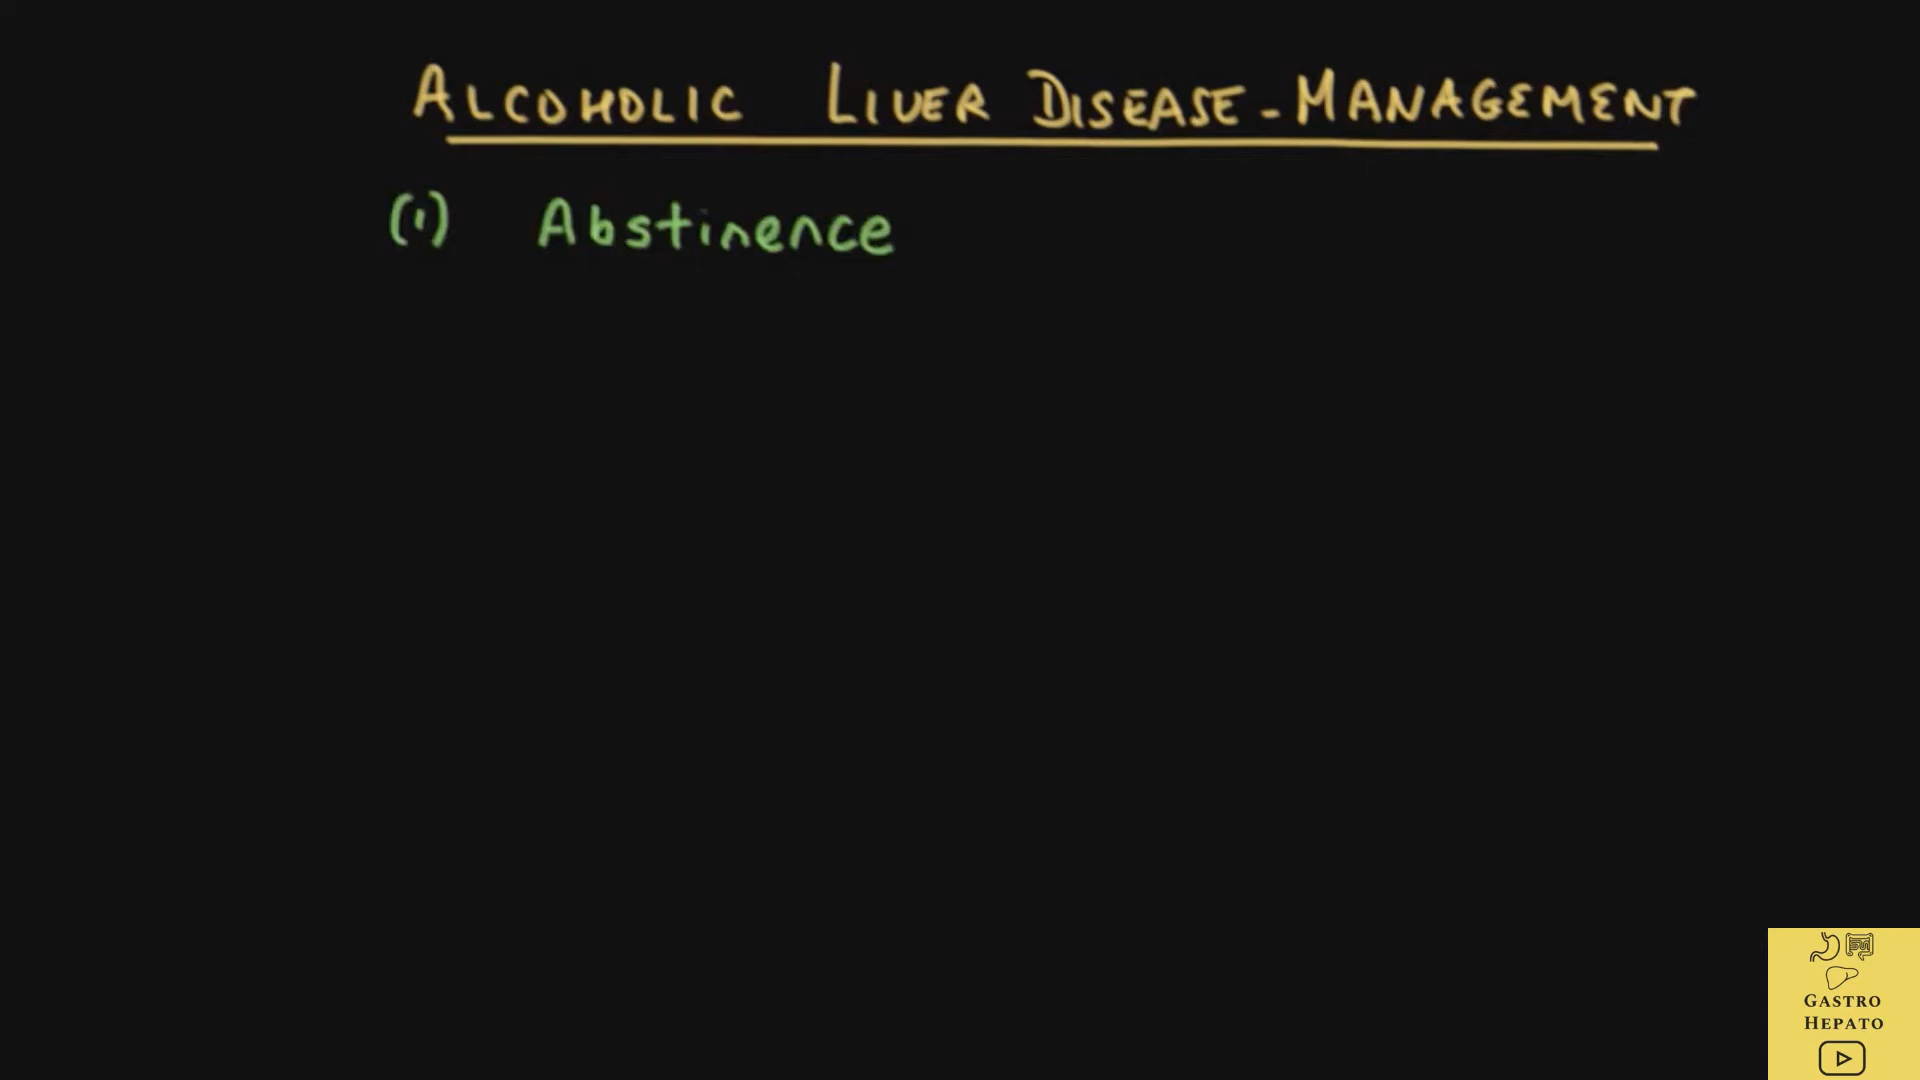 ALCOHOLIC LIVER DISEASE - MANAGEMENT
(1) Abstinence
GASTRO
HEPATO